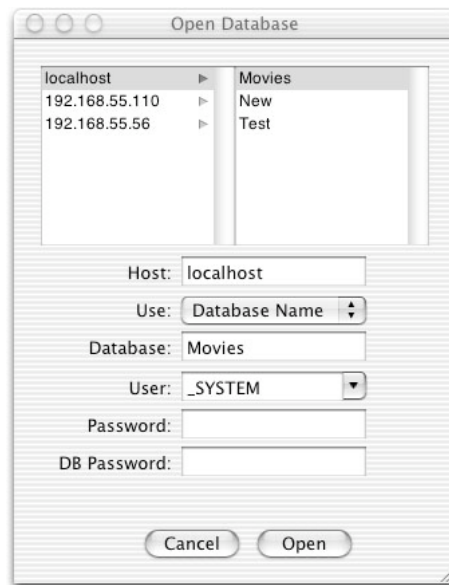 Open Database
localhost
192.168.55.110
192.168.55.56
Movies
New
Test
Host: localhost
Use: Database Name
Database: Movies
User: _SYSTEM
Password:
DB Password:
Cancel Open